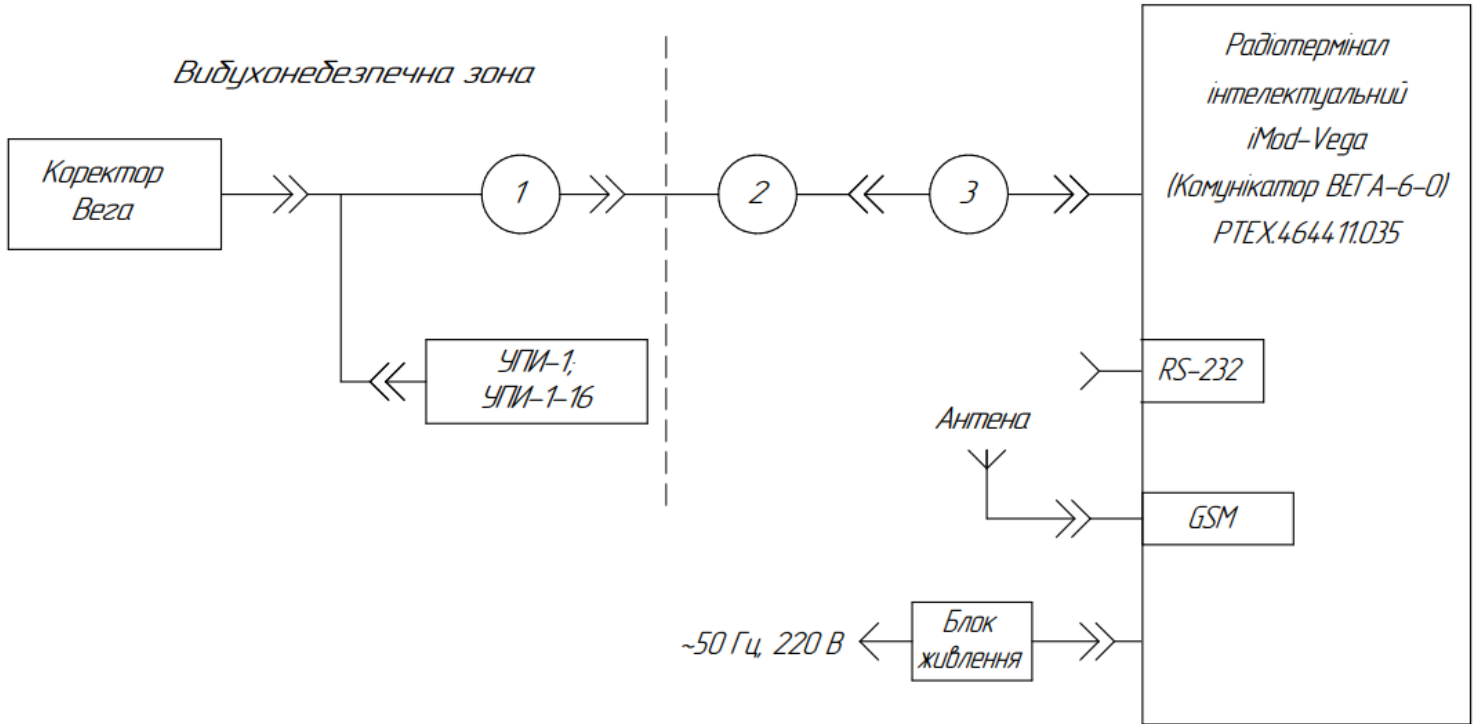 Вибухонебезпечна зона
Коректор
Вега
1
2
3
Радіотермінал
інтелектуальний
iMod-Vega
(Комунікатор ВЕГА-6-0)
РТЕХ.464411.035
УПИ-1;
УПИ-1-16
RS-232
Антена
GSM
~50 Гц, 220 В
Блок
живлення